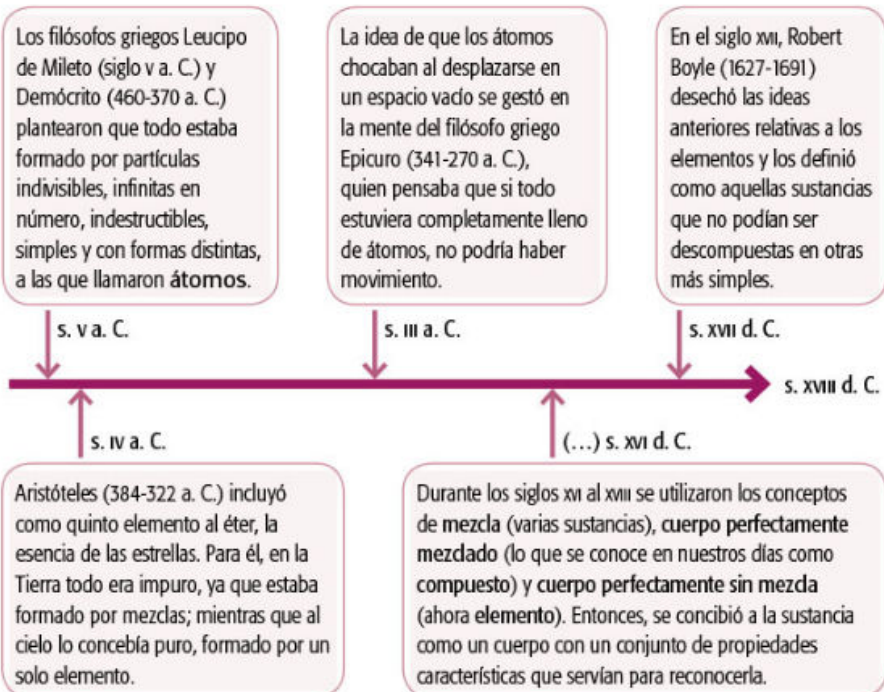 Los filósofos griegos Leucipo
de Mileto (siglo v a. C.) y
Demócrito (460-370 a. C.)
plantearon que todo estaba
formado por partículas
indivisibles, infinitas en
número, indestructibles,
simples y con formas distintas,
a las que llamaron átomos.
La idea de que los átomos
chocaban al desplazarse en
un espacio vacío se gestó en
la mente del filósofo griego
Epicuro (341-270 a. C.),
quien pensaba que si todo
estuviera completamente lleno
de átomos, no podría haber
movimiento.
En el siglo XVII, Robert
Boyle (1627-1691)
desechó las ideas
anteriores relativas a los
elementos y los definió
como aquellas sustancias
que no podían ser
descompuestas en otras
más simples.
s. v a. C.
s. III a. C.
s. XVII d. C.
s. XVIII d. C.
s. IV a. C.
(...) s. XVI d. C.
Aristóteles (384-322 a. C.) incluyó
como quinto elemento al éter, la
esencia de las estrellas. Para él, en la
Tierra todo era impuro, ya que estaba
formado por mezclas; mientras que al
cielo lo concebía puro, formado por un
solo elemento.
Durante los siglos XVI al XVIII se utilizaron los conceptos
de mezcla (varias sustancias), cuerpo perfectamente
mezclado (lo que se conoce en nuestros días como
compuesto) y cuerpo perfectamente sin mezcla
(ahora elemento). Entonces, se concibió a la sustancia
como un cuerpo con un conjunto de propiedades
características que servían para reconocerla.